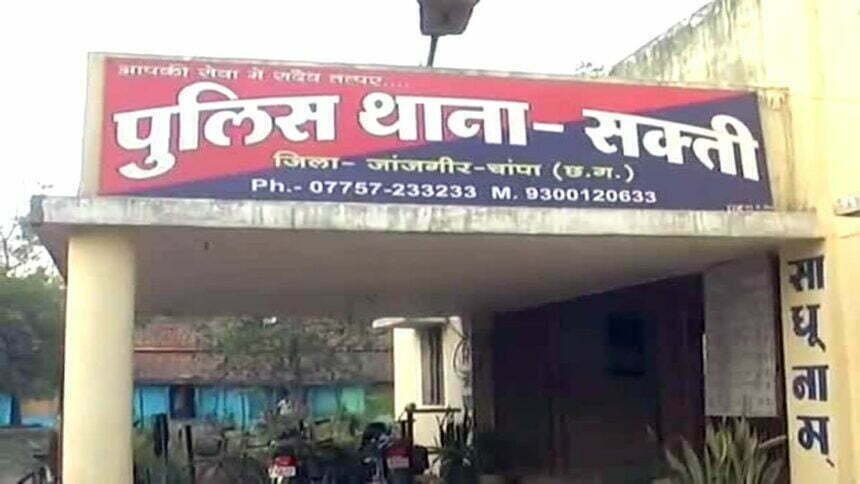 आपकी सेवा मे सदैव तत्पर....
पुलिस थाना- सक्ती
जिला- जांजगीर-चांपा (छ.ग.)
Ph.- 07757-233233 M. 9300120633
साधूनाम्